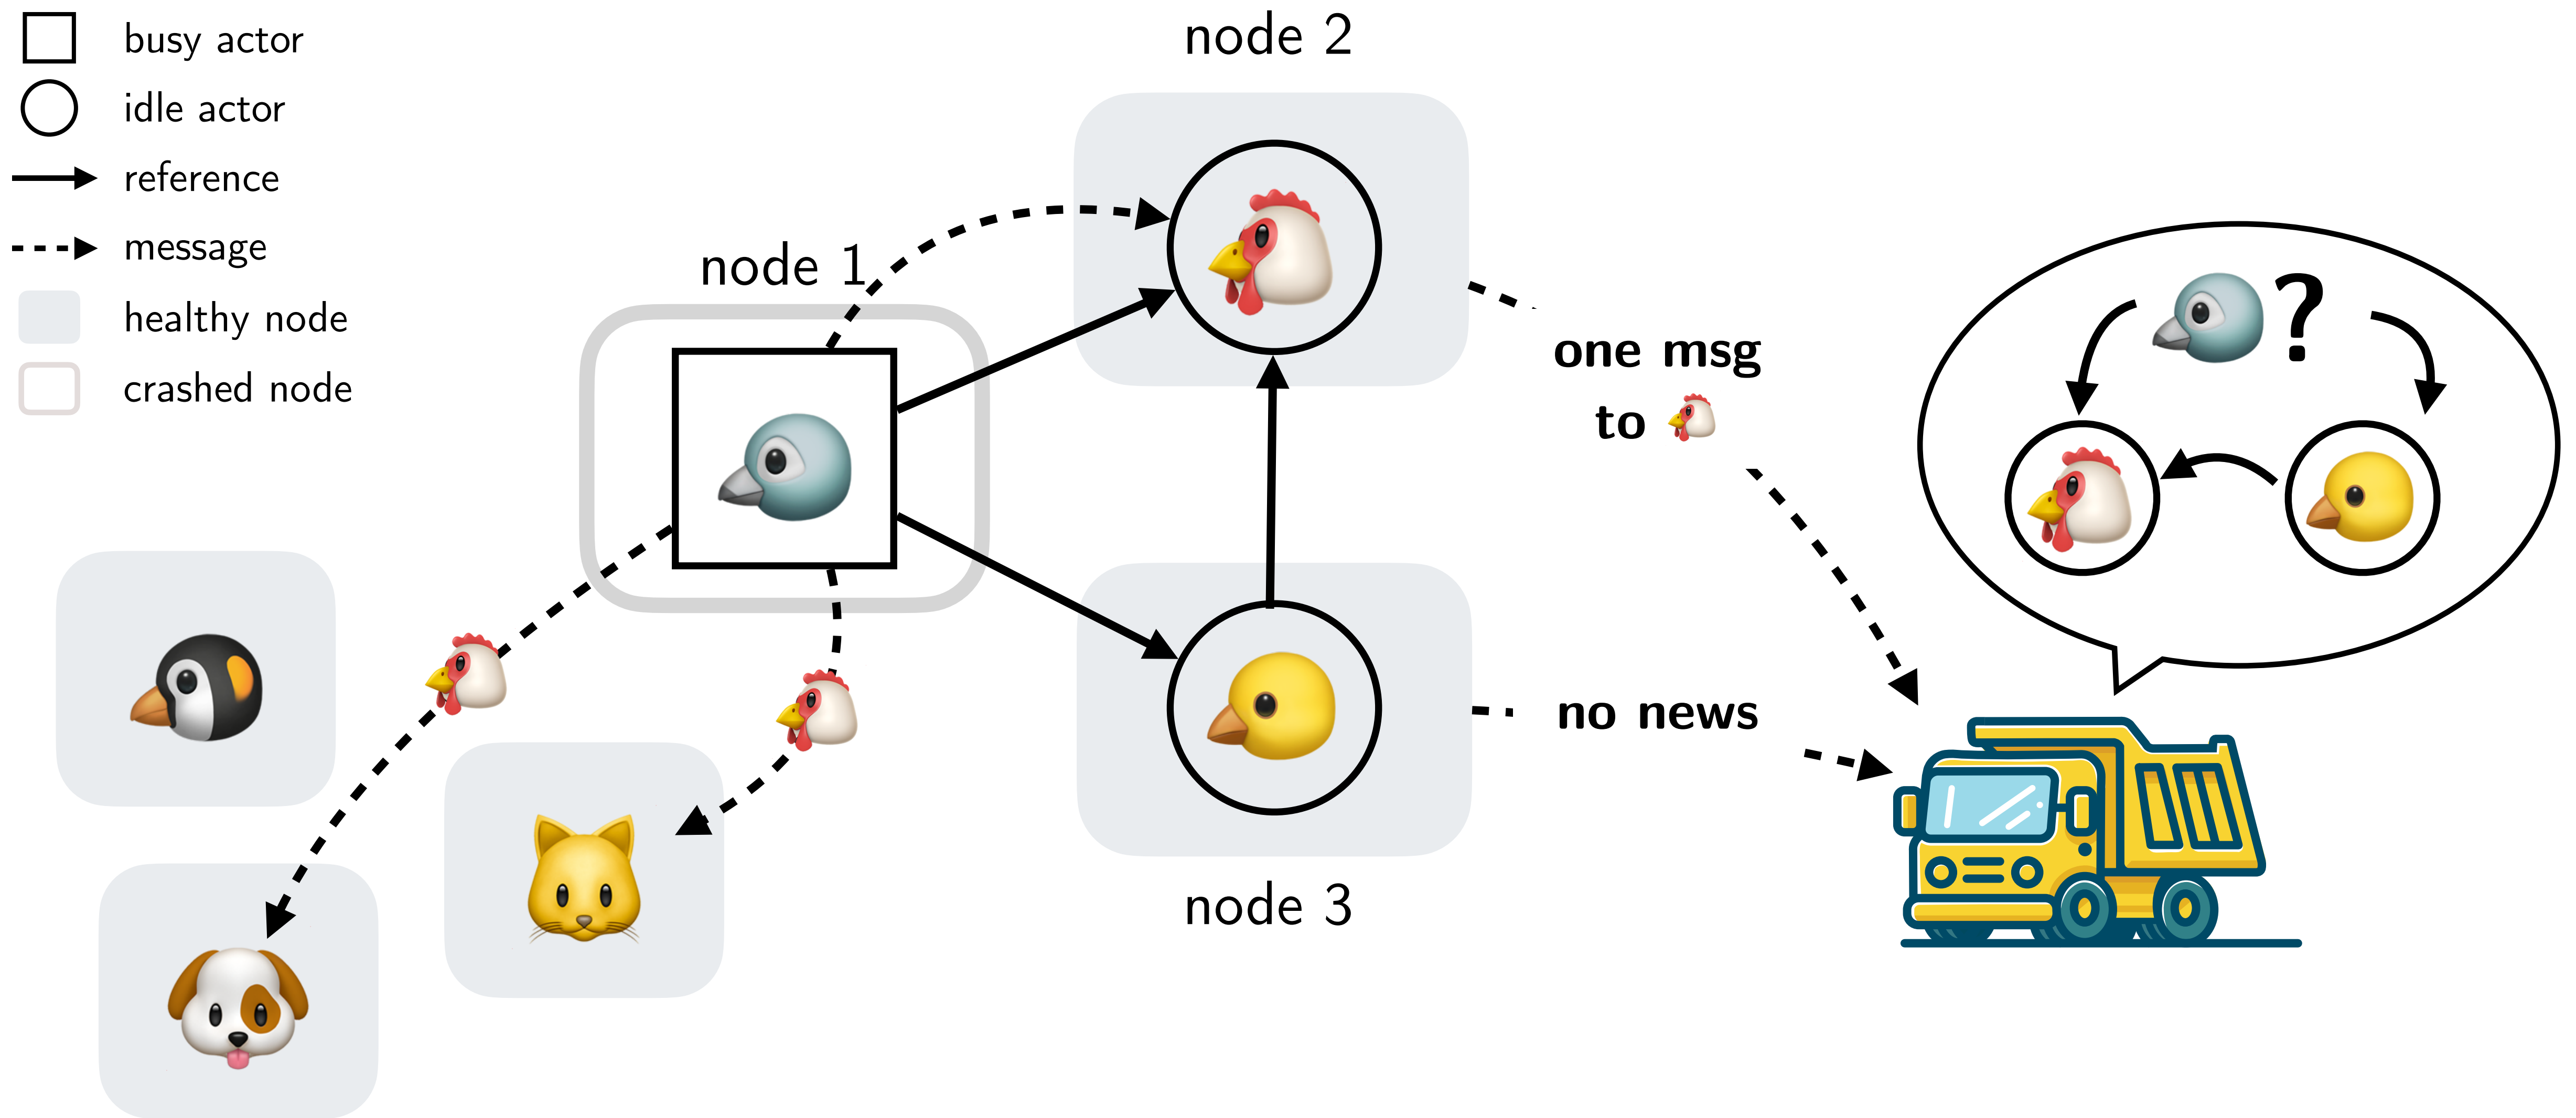 busy actor
idle actor
reference
message
healthy node
crashed node
node 1
node 2
node 3
one msg
to
no news
?